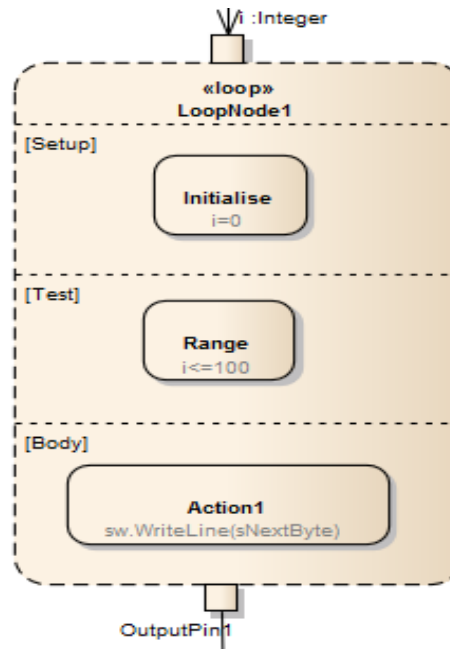 i :Integer
«loop»
LoopNode1
[Setup]
Initialise
i=0
[Test]
Range
i<=100
[Body]
Action1
sw.WriteLine(sNextByte)
OutputPin1